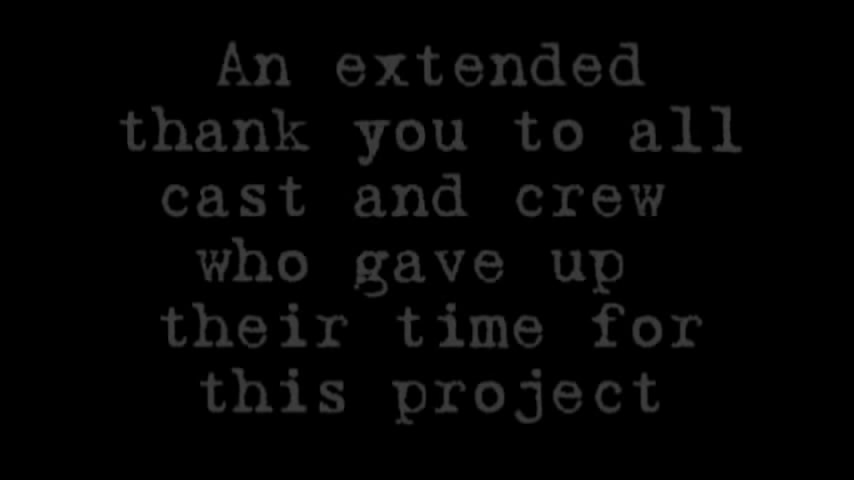 An extended
thank you to all
cast and crew
who gave up
their time for
this project